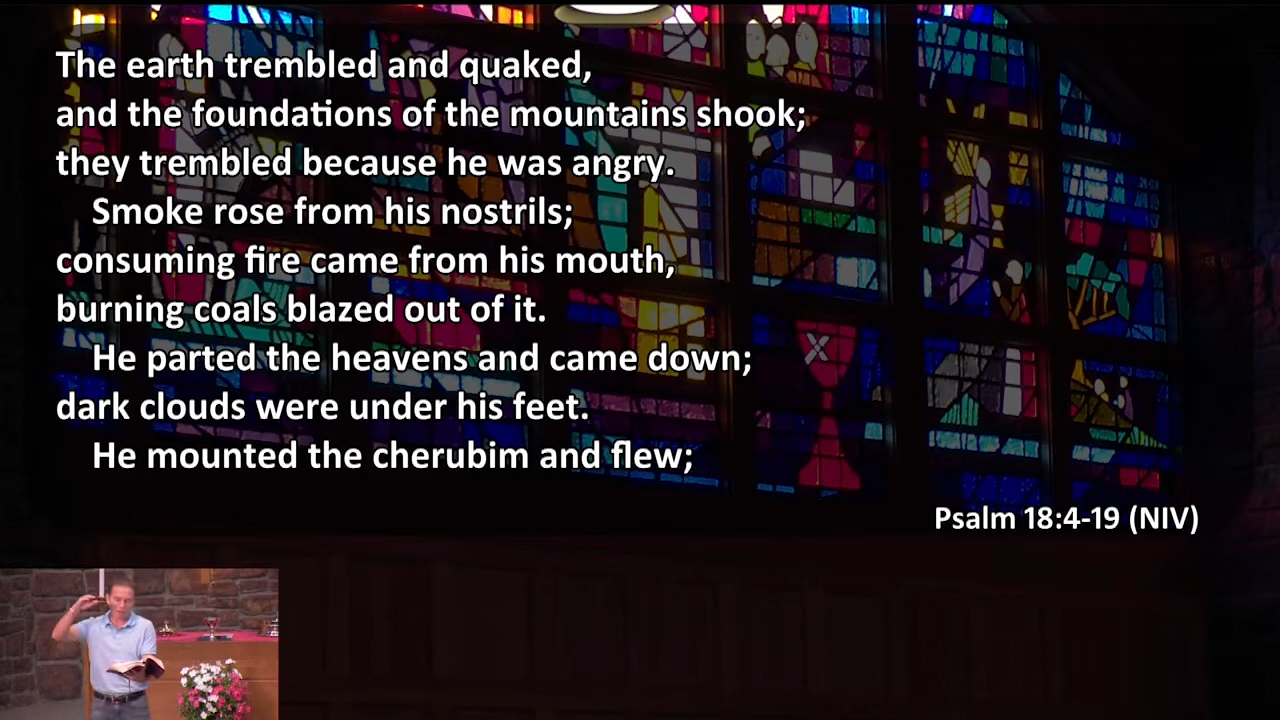 The earth trembled and quaked,
and the foundations of the mountains shook;
they trembled because he was angry.
Smoke rose from his nostrils;
consuming fire came from his mouth,
burning coals blazed out of it.
He parted the heavens and came down;
dark clouds were under his feet.
He mounted the cherubim and flew;
Psalm 18:4-19 (NIV)